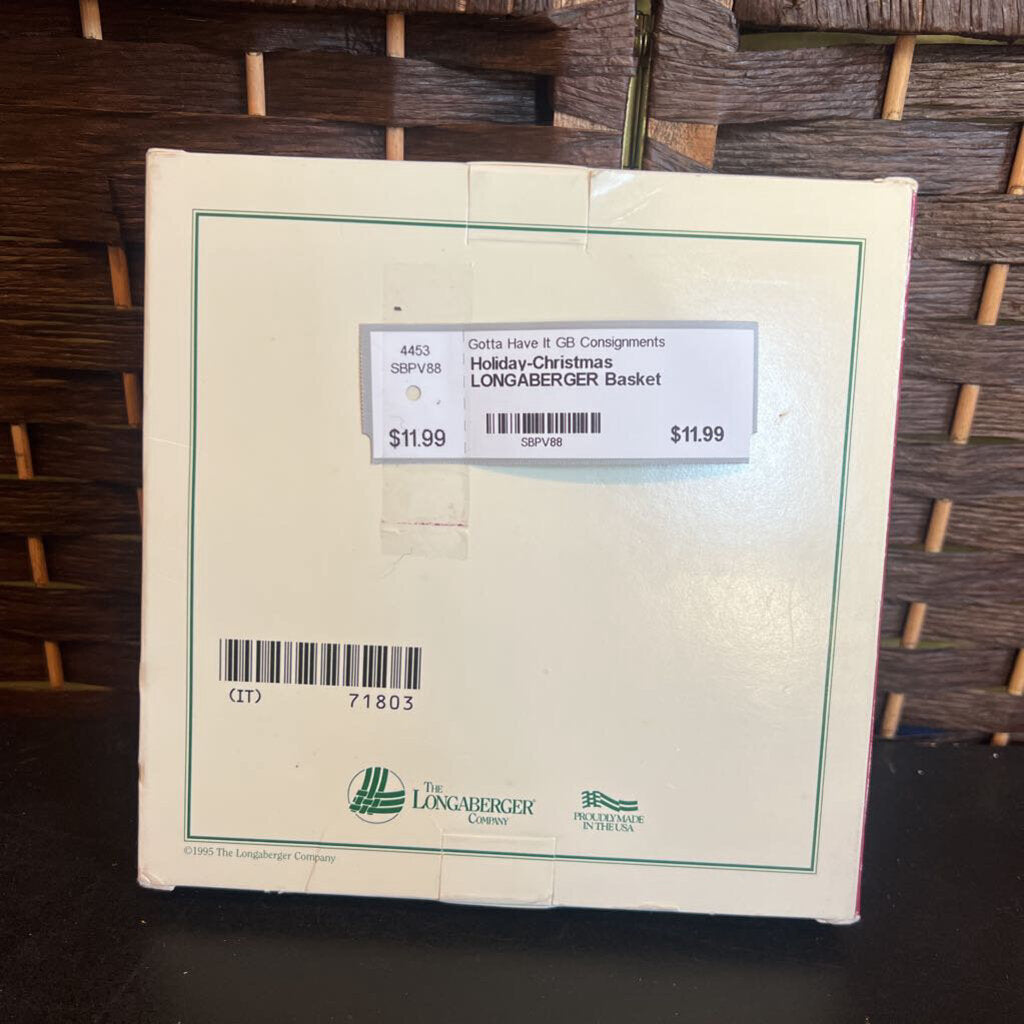 4453
SBPV88
$11.99
Gotta Have It GB Consignments
Holiday-Christmas
LONGABERGER Basket
SBPV88
$11.99
(IT) 71803
THE
LONGABERGER®
COMPANY
PROUDLY MADE
IN THE USA
©1995 The Longaberger Company